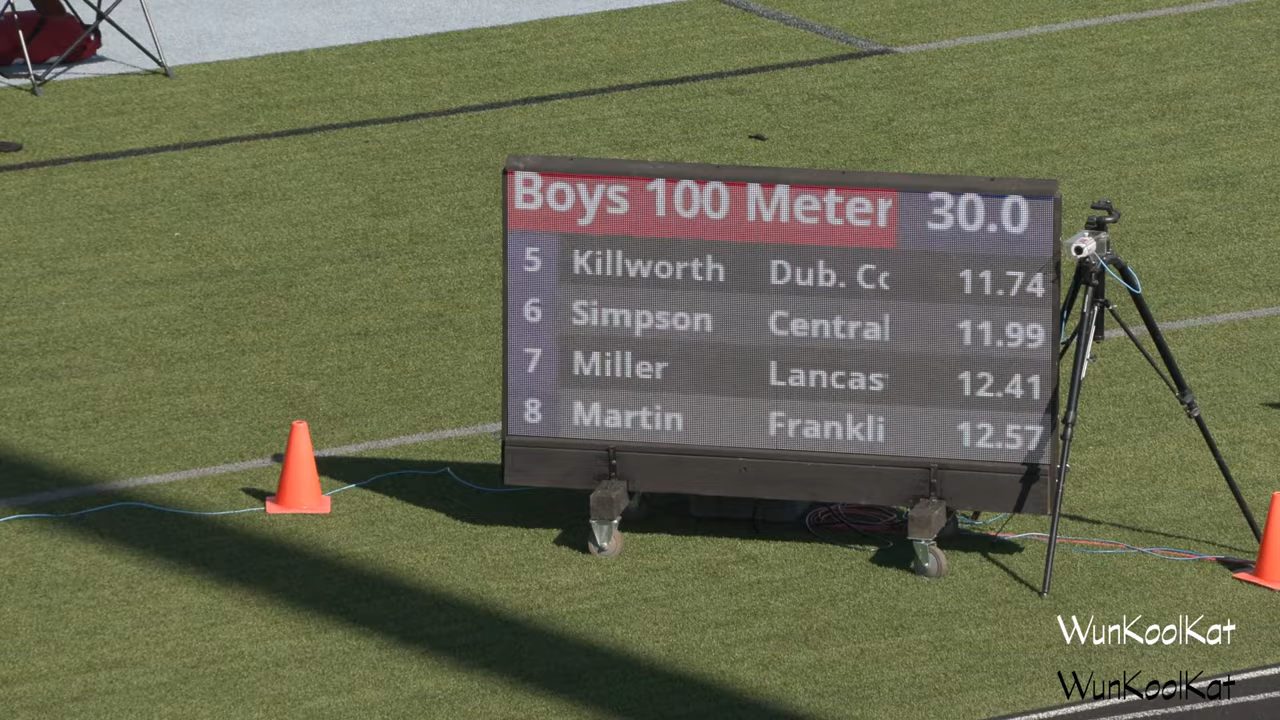 Boys 100 Meter 30.0
5 Killworth Dub. Cc 11.74
6 Simpson Central 11.99
7 Miller Lancas 12.41
8 Martin Frankli 12.57
WunKoolKat
WunKoolKat